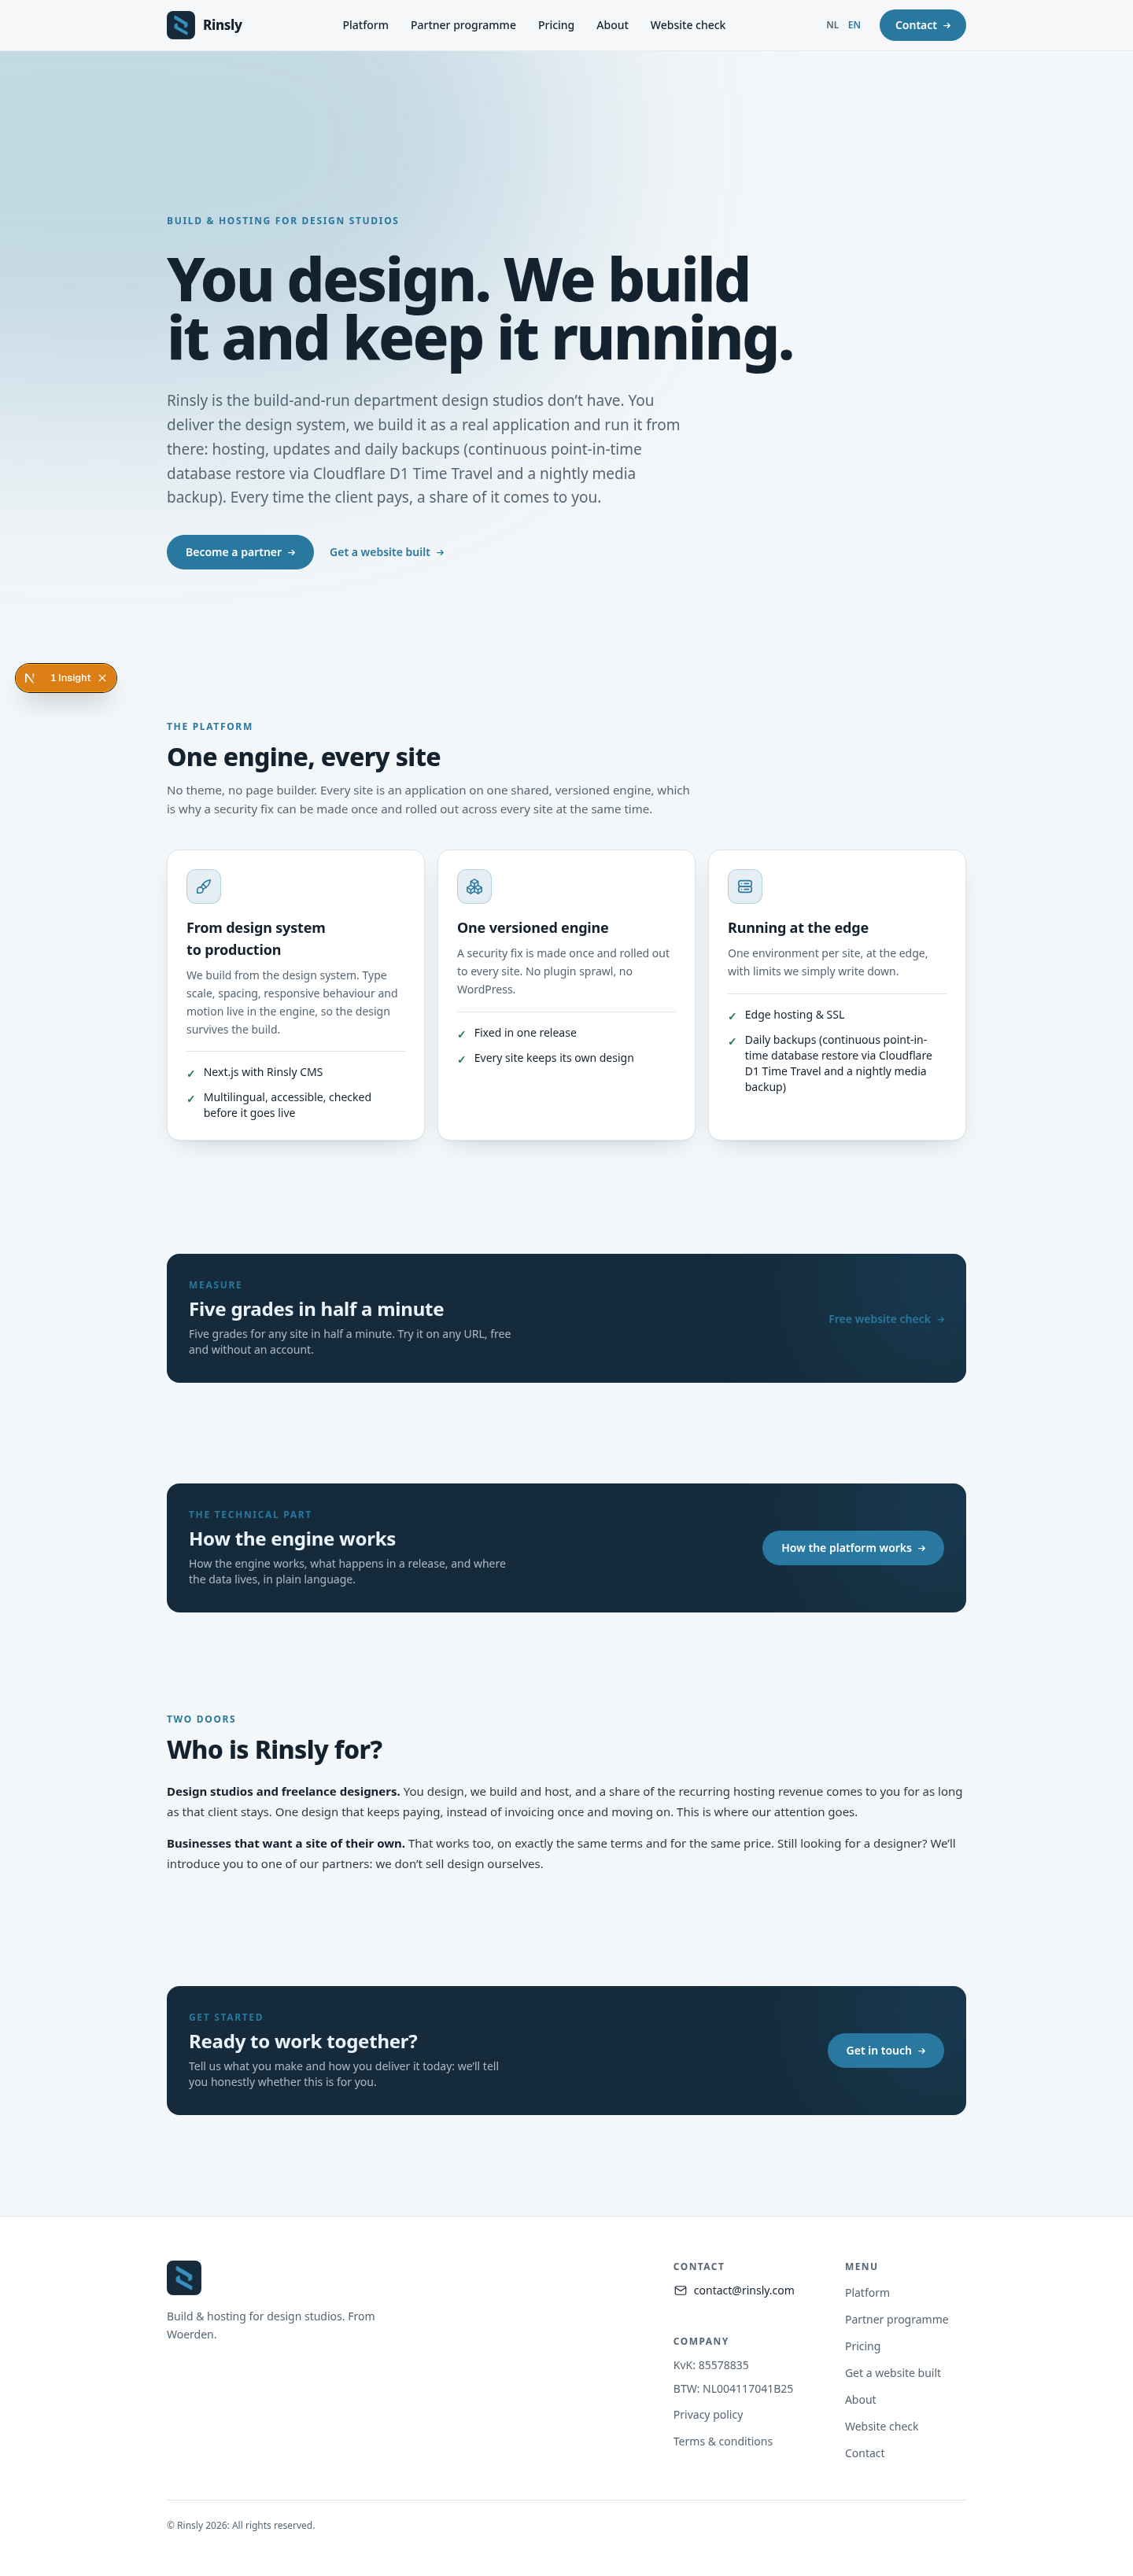 Rinsly
Platform
Partner programme
Pricing
About
Website check
NL
EN
Contact →
BUILD & HOSTING FOR DESIGN STUDIOS
You design. We build
it and keep it running.
Rinsly is the build-and-run department design studios don’t have. You
deliver the design system, we build it as a real application and run it from
there: hosting, updates and daily backups (continuous point-in-time
database restore via Cloudflare D1 Time Travel and a nightly media
backup). Every time the client pays, a share of it comes to you.
Become a partner →
Get a website built →
1 Insight
THE PLATFORM
One engine, every site
No theme, no page builder. Every site is an application on one shared, versioned engine, which
is why a security fix can be made once and rolled out across every site at the same time.
From design system
to production
We build from the design system. Type
scale, spacing, responsive behaviour and
motion live in the engine, so the design
survives the build.
✓ Next.js with Rinsly CMS
✓ Multilingual, accessible, checked
before it goes live
One versioned engine
A security fix is made once and rolled out
to every site. No plugin sprawl, no
WordPress.
✓ Fixed in one release
✓ Every site keeps its own design
Running at the edge
One environment per site, at the edge,
with limits we simply write down.
✓ Edge hosting & SSL
✓ Daily backups (continuous point-in-
time database restore via Cloudflare
D1 Time Travel and a nightly media
backup)
MEASURE
Five grades in half a minute
Five grades for any site in half a minute. Try it on any URL, free
and without an account.
Free website check →
THE TECHNICAL PART
How the engine works
How the engine works, what happens in a release, and where
the data lives, in plain language.
How the platform works →
TWO DOORS
Who is Rinsly for?
Design studios and freelance designers. You design, we build and host, and a share of the recurring hosting revenue comes to you for as long
as that client stays. One design that keeps paying, instead of invoicing once and moving on. This is where our attention goes.
Businesses that want a site of their own. That works too, on exactly the same terms and for the same price. Still looking for a designer? We’ll
introduce you to one of our partners: we don’t sell design ourselves.
GET STARTED
Ready to work together?
Tell us what you make and how you deliver it today: we’ll tell
you honestly whether this is for you.
Get in touch →
Build & hosting for design studios. From
Woerden.
CONTACT
contact@rinsly.com
COMPANY
KvK: 85578835
BTW: NL004117041B25
Privacy policy
Terms & conditions
MENU
Platform
Partner programme
Pricing
Get a website built
About
Website check
Contact
© Rinsly 2026: All rights reserved.